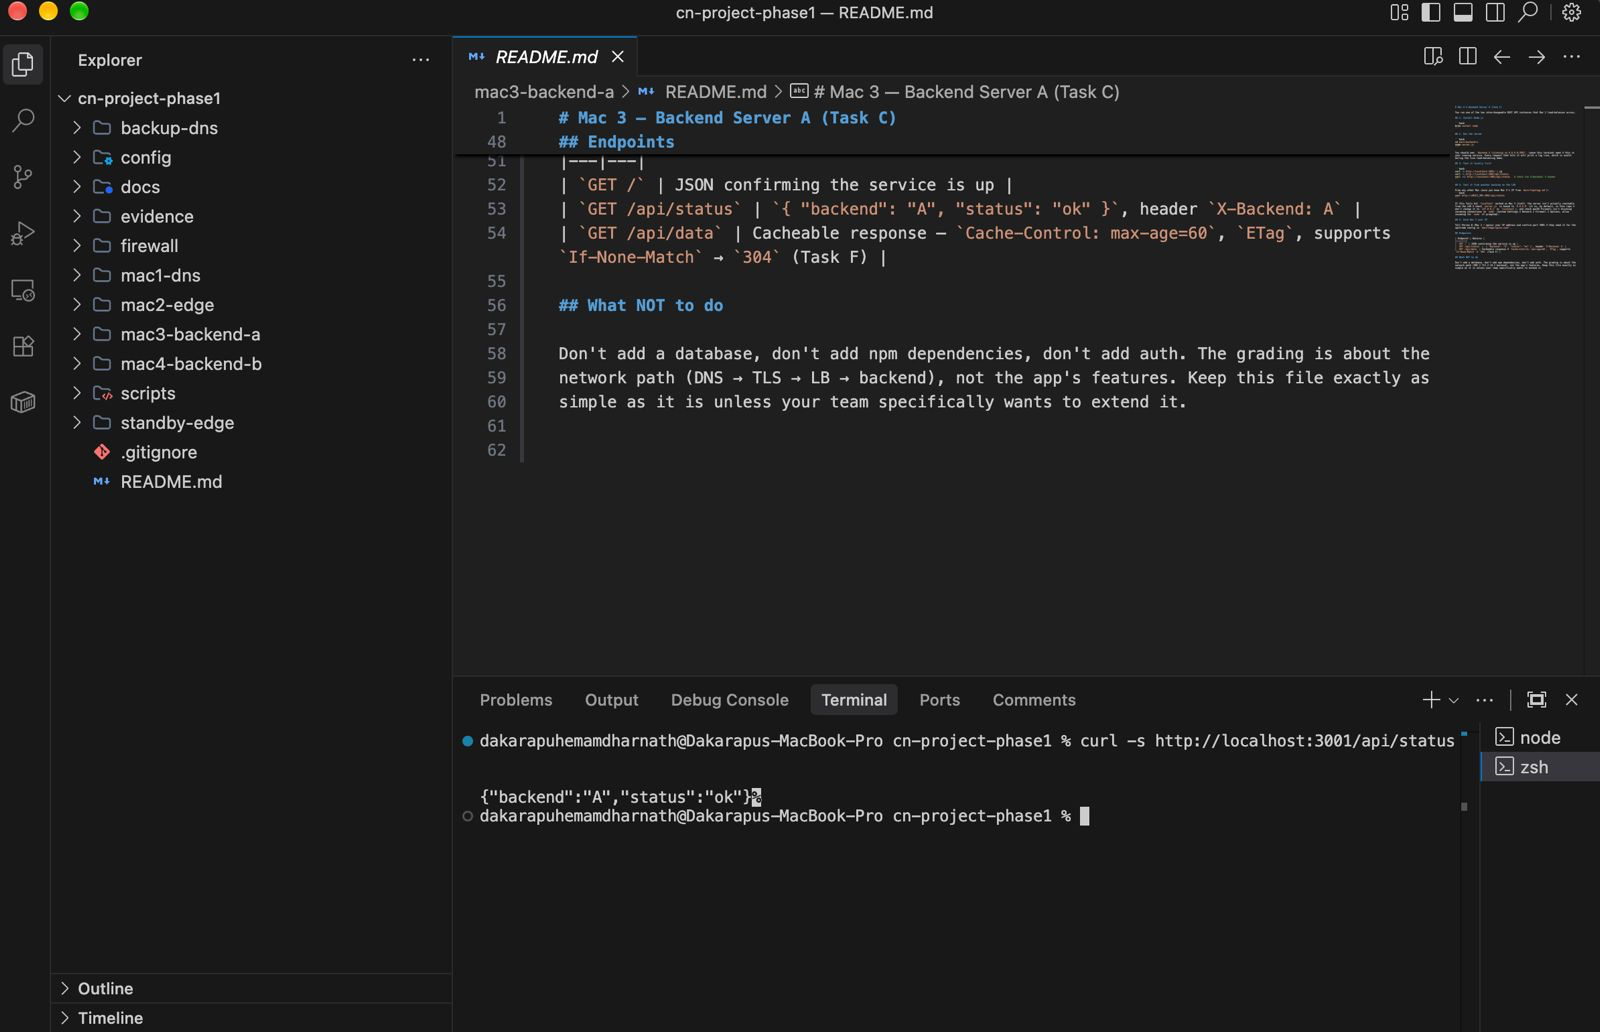 cn-project-phase1 — README.md
Explorer
README.md
cn-project-phase1
mac3-backend-a > README.md > # Mac 3 — Backend Server A (Task C)
backup-dns
config
docs
evidence
firewall
mac1-dns
mac2-edge
mac3-backend-a
mac4-backend-b
scripts
standby-edge
.gitignore
README.md
1 # Mac 3 — Backend Server A (Task C)
48 ## Endpoints
51 |---|---|
52 | `GET /` | JSON confirming the service is up |
53 | `GET /api/status` | `{ "backend": "A", "status": "ok" }`, header `X-Backend: A` |
54 | `GET /api/data` | Cacheable response — `Cache-Control: max-age=60`, `ETag`, supports
`If-None-Match` → `304` (Task F) |
55
56 ## What NOT to do
57
58 Don't add a database, don't add npm dependencies, don't add auth. The grading is about the
59 network path (DNS → TLS → LB → backend), not the app's features. Keep this file exactly as
60 simple as it is unless your team specifically wants to extend it.
61
62
Problems Output Debug Console Terminal Ports Comments
dakarapuhemamdharnath@Dakarapus-MacBook-Pro cn-project-phase1 % curl -s http://localhost:3001/api/status
{"backend":"A","status":"ok"}%
dakarapuhemamdharnath@Dakarapus-MacBook-Pro cn-project-phase1 %
node
zsh
Outline
Timeline